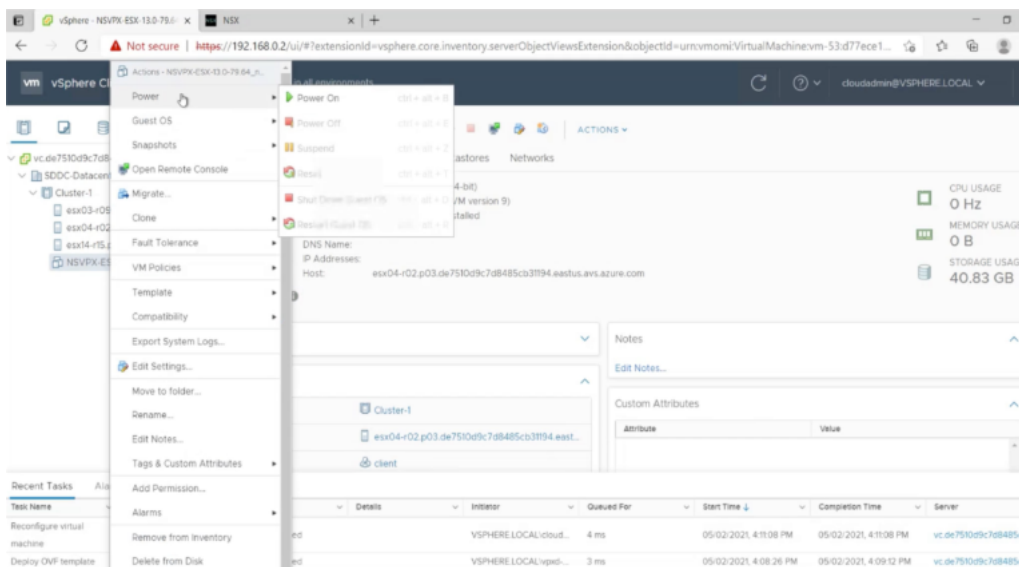 vSphere - NSVPX-ESX-13.0-79.6
NSX
Not secure
https://192.168.0.2/ui/#?extensionId=vsphere.core.inventory.serverObjectViewsExtension&objectId=urn:vmomi:VirtualMachine:vm-53:d77ece1...
vm vSphere Cl
in all environments
cloudadmin@VSPHERE.LOCAL
Actions - NSVPX-ESX-13.0-79.64_n...
Power
Guest OS
Snapshots
Open Remote Console
Migrate...
Clone
Fault Tolerance
VM Policies
Template
Compatibility
Export System Logs...
Edit Settings...
Move to folder...
Rename...
Edit Notes...
Tags & Custom Attributes
Add Permission...
Alarms
Remove from Inventory
Delete from Disk
Power On
Power Off
Suspend ctrl + alt + Z
Reset ctrl + alt + T
Shut Down Guest OS
Restart Guest OS
ACTIONS
astores Networks
vc.de7510d9c7d8
SDDC-Datacent
Cluster-1
esx03-r05
esx04-r02
esx14-r15.p
NSVPX-ES
4-bit)
VM version 9)
stalled
DNS Name:
IP Addresses:
Host: esx04-r02.p03.de7510d9c7d8485cb31194.eastus.avs.azure.com
CPU USAGE
0 Hz
MEMORY USAG
0 B
STORAGE USAG
40.83 GB
Notes
Edit Notes...
Custom Attributes
Attribute Value
Cluster-1
esx04-r02.p03.de7510d9c7d8485cb31194.east...
client
Recent Tasks Ala
Task Name Details Initiator Queued For Start Time Completion Time Server
Reconfigure virtual machine ed VSPHERE.LOCAL\cloud... 4 ms 05/02/2021, 4:11:08 PM 05/02/2021, 4:11:08 PM vc.de7510d9c7d8485
Deploy OVF template ed VSPHERE.LOCAL\vpxd-... 3 ms 05/02/2021, 4:08:26 PM 05/02/2021, 4:09:12 PM vc.de7510d9c7d8485